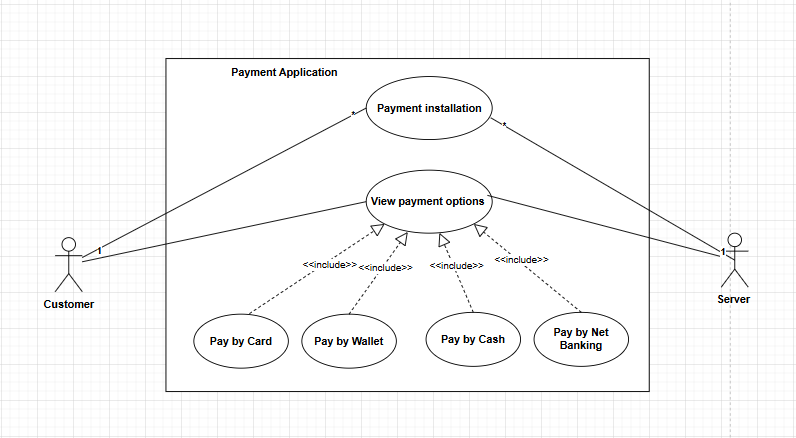 Payment Application
Payment installation
*
*
View payment options
1
1
Customer
Server
<<include>>
<<include>>
<<include>>
<<include>>
Pay by Card
Pay by Wallet
Pay by Cash
Pay by Net
Banking